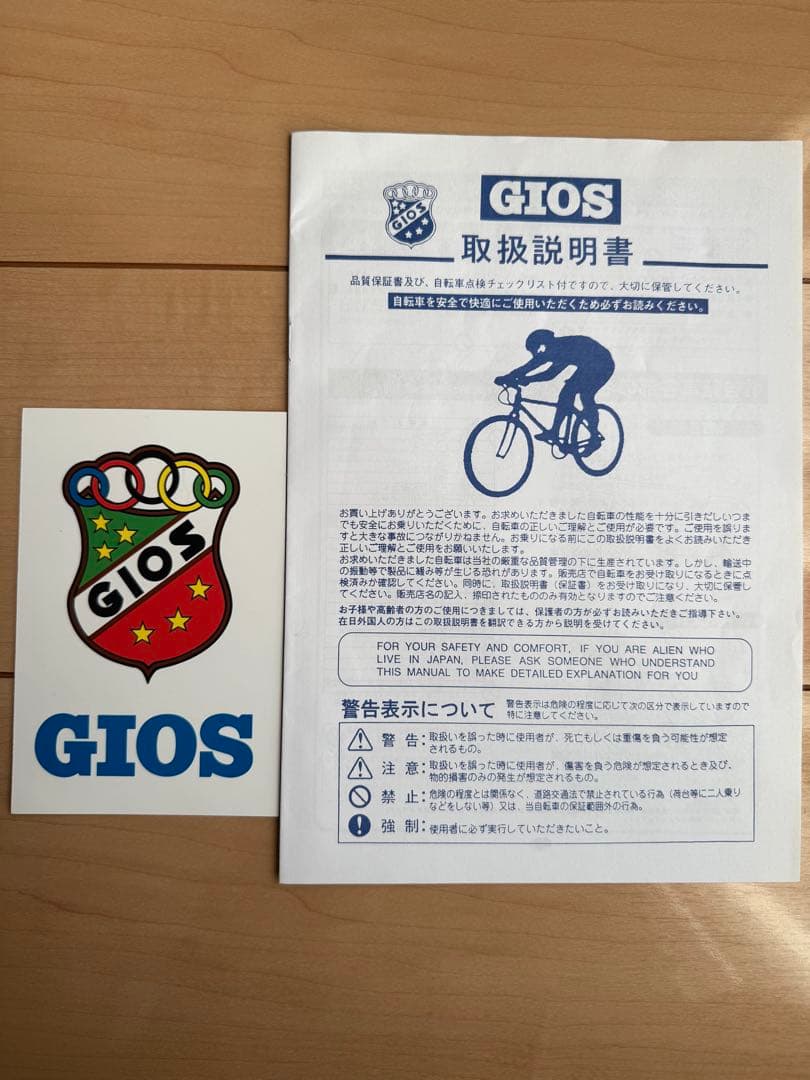 GIOS
GIOS
GIOS
GIOS
取扱説明書
品質保証書及び、自転車点検チェックリスト付ですので、大切に保管してください。
自転車を安全で快適にご使用いただくため必ずお読みください。
お買い上げありがとうございます。お求めいただきました自転車の性能を十分に引きだしいつま
でも安全にお乗りいただくために、自転車の正しいご理解とご使用が必要です。ご使用を誤りま
すと大きな事故につながりかねません。お乗りになる前にこの取扱説明書をよくお読みいただき
正しいご理解とご使用をお願いいたします。
お求めいただきました自転車は当社の厳重な品質管理の下に生産されています。しかし、輸送中
の振動等で製品に緩み等が生じる恐れがあります。販売店で自転車をお受け取りになるときに点
検済みか確認してください。同時に、取扱説明書（保証書）をお受け取りになり、大切に保管し
てください。販売店名の記入、捺印されたもののみ有効となりますのでご注意ください。
お子様や高齢者の方のご使用につきましては、保護者の方が必ずお読みいただきご指導下さい。
在日外国人の方はこの取扱説明書を翻訳できる方から説明を受けてください。
FOR YOUR SAFETY AND COMFORT, IF YOU ARE ALIEN WHO
LIVE IN JAPAN, PLEASE ASK SOMEONE WHO UNDERSTAND
THIS MANUAL TO MAKE DETAILED EXPLANATION FOR YOU
警告表示について 警告表示は危険の程度に応じて次の区分で表示していますので
特に注意してください。
警 告：取扱いを誤った時に使用者が、死亡もしくは重傷を負う可能性が想定
されるもの。
注 意：取扱いを誤った時に使用者が、傷害を負う危険が想定されるとき及び、
物的損害のみの発生が想定されるもの。
禁 止：危険の程度とは関係なく、道路交通法で禁止されている行為（荷台等に二人乗り
などをしない等）又は、当自転車の保証範囲外の行為。
強 制：使用者に必ず実行していただきたいこと。